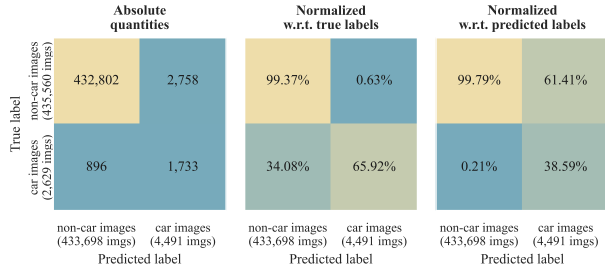 Absolute
quantities
Normalized
w.r.t. true labels
Normalized
w.r.t. predicted labels
True label
non-car images
(435,560 imgs)
car images
(2,629 imgs)
432,802
2,758
896
1,733
99.37%
0.63%
34.08%
65.92%
99.79%
61.41%
0.21%
38.59%
non-car images
(433,698 imgs)
car images
(4,491 imgs)
Predicted label
non-car images
(433,698 imgs)
car images
(4,491 imgs)
Predicted label
non-car images
(433,698 imgs)
car images
(4,491 imgs)
Predicted label